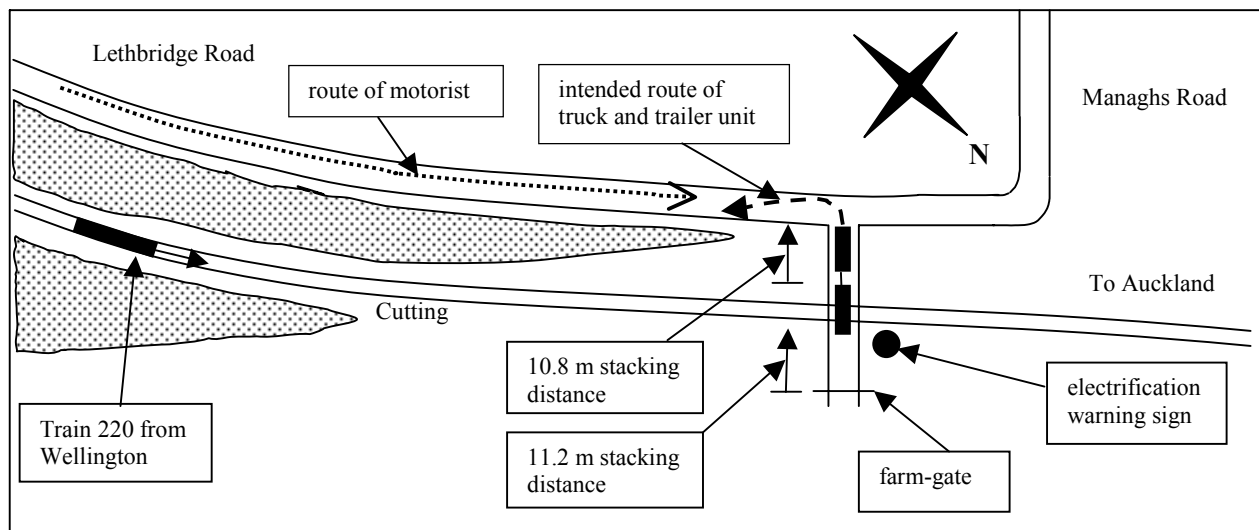 Lethbridge Road
route of motorist
intended route of
truck and trailer unit
Managhs Road
N
To Auckland
Cutting
10.8 m stacking
distance
electrification
warning sign
Train 220 from
Wellington
11.2 m stacking
distance
farm-gate